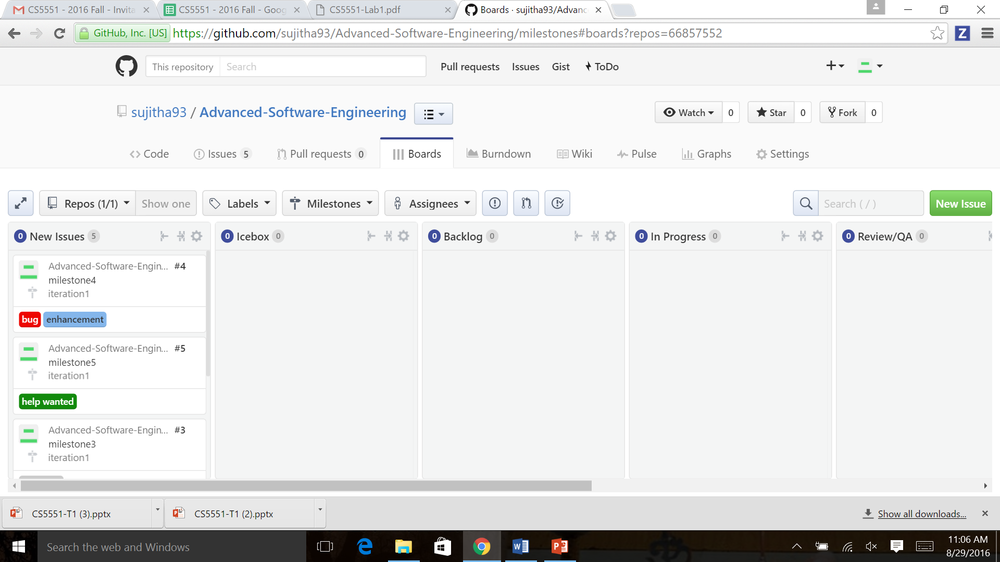 CS5551 - 2016 Fall - Invita
CS5551 - 2016 Fall - Goog
CS5551-Lab1.pdf
Boards · sujitha93/Advanc
GitHub, Inc. [US]
https://github.com/sujitha93/Advanced-Software-Engineering/milestones#boards?repos=66857552
Z
This repository
Search
Pull requests
Issues
Gist
ToDo
sujitha93 / Advanced-Software-Engineering
Watch 0
Star 0
Fork 0
Code
Issues 5
Pull requests 0
Boards
Burndown
Wiki
Pulse
Graphs
Settings
Repos (1/1)
Show one
Labels
Milestones
Assignees
Search ( / )
New Issue
0 New Issues 5
0 Icebox 0
0 Backlog 0
0 In Progress 0
0 Review/QA 0
Advanced-Software-Engin... #4
milestone4
iteration1
bug enhancement
Advanced-Software-Engin... #5
milestone5
iteration1
help wanted
Advanced-Software-Engin... #3
milestone3
iteration1
CS5551-T1 (3).pptx
CS5551-T1 (2).pptx
Show all downloads...
Search the web and Windows
11:06 AM
8/29/2016